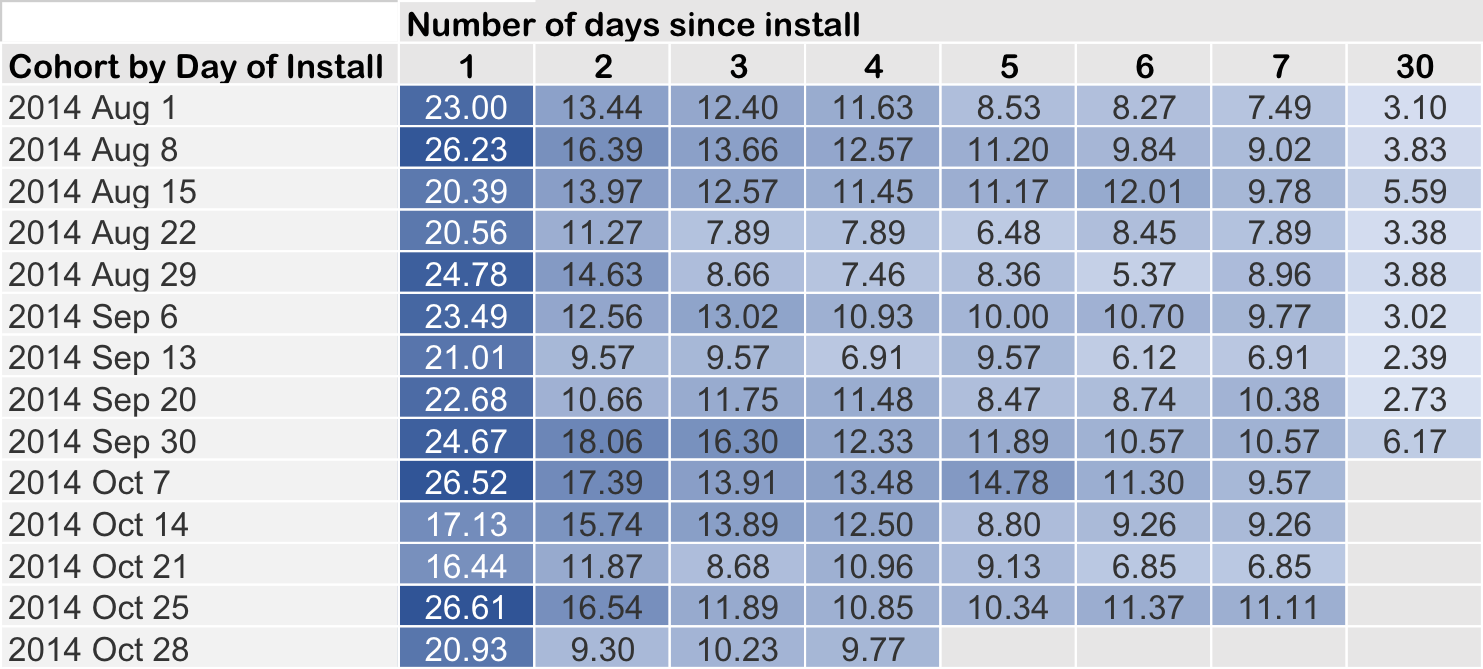 Number of days since install
Cohort by Day of Install 1 2 3 4 5 6 7 30
2014 Aug 1 23.00 13.44 12.40 11.63 8.53 8.27 7.49 3.10
2014 Aug 8 26.23 16.39 13.66 12.57 11.20 9.84 9.02 3.83
2014 Aug 15 20.39 13.97 12.57 11.45 11.17 12.01 9.78 5.59
2014 Aug 22 20.56 11.27 7.89 7.89 6.48 8.45 7.89 3.38
2014 Aug 29 24.78 14.63 8.66 7.46 8.36 5.37 8.96 3.88
2014 Sep 6 23.49 12.56 13.02 10.93 10.00 10.70 9.77 3.02
2014 Sep 13 21.01 9.57 9.57 6.91 9.57 6.12 6.91 2.39
2014 Sep 20 22.68 10.66 11.75 11.48 8.47 8.74 10.38 2.73
2014 Sep 30 24.67 18.06 16.30 12.33 11.89 10.57 10.57 6.17
2014 Oct 7 26.52 17.39 13.91 13.48 14.78 11.30 9.57
2014 Oct 14 17.13 15.74 13.89 12.50 8.80 9.26 9.26
2014 Oct 21 16.44 11.87 8.68 10.96 9.13 6.85 6.85
2014 Oct 25 26.61 16.54 11.89 10.85 10.34 11.37 11.11
2014 Oct 28 20.93 9.30 10.23 9.77